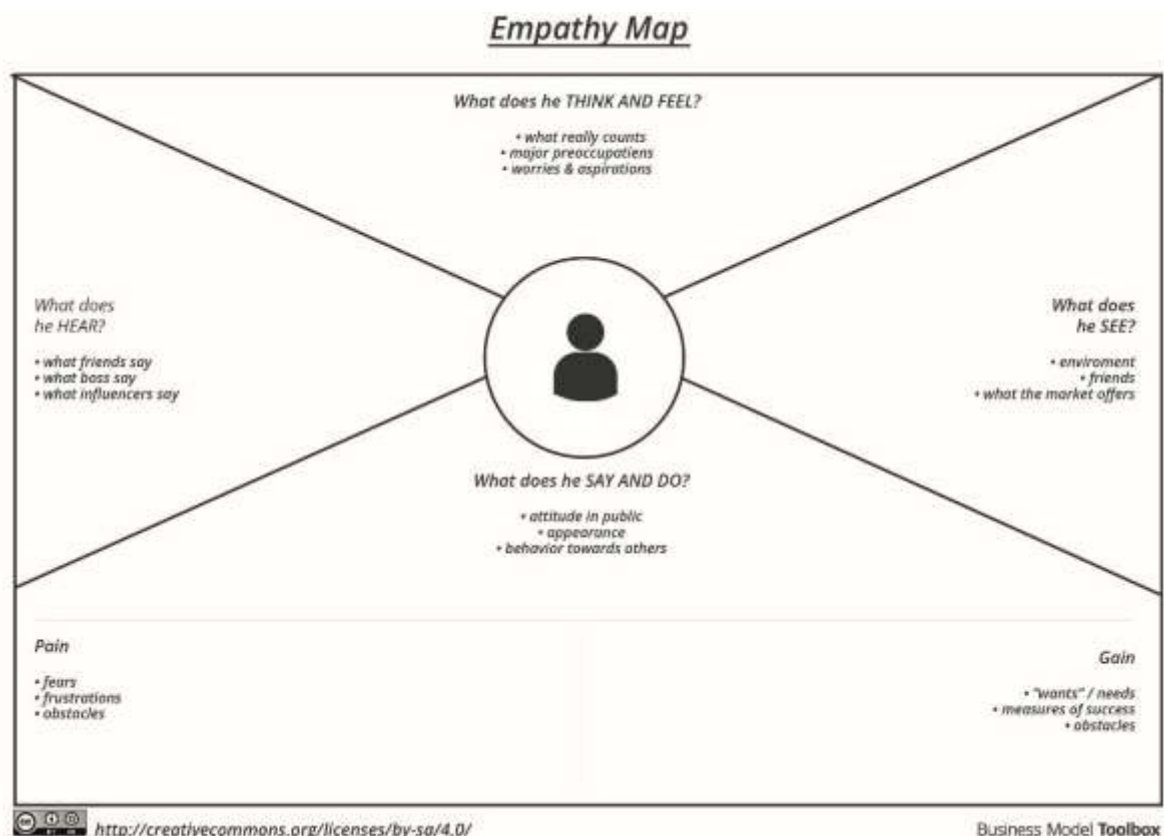 Empathy Map
What does he THINK AND FEEL?
• what really counts
• major preoccupatiens
• worries & aspirations
What does
he HEAR?
• what friends say
• what boss say
• what influencers say
What does
he SEE?
• enviroment
• friends
• what the market offers
What does he SAY AND DO?
• attitude in public
• appearance
• behavior towards others
Pain
• fears
• frustrations
• obstacles
Gain
• "wants" / needs
• measures of success
• obstacles
http://creativecommons.org/licenses/by-sa/4.0/
Business Model Toolbox